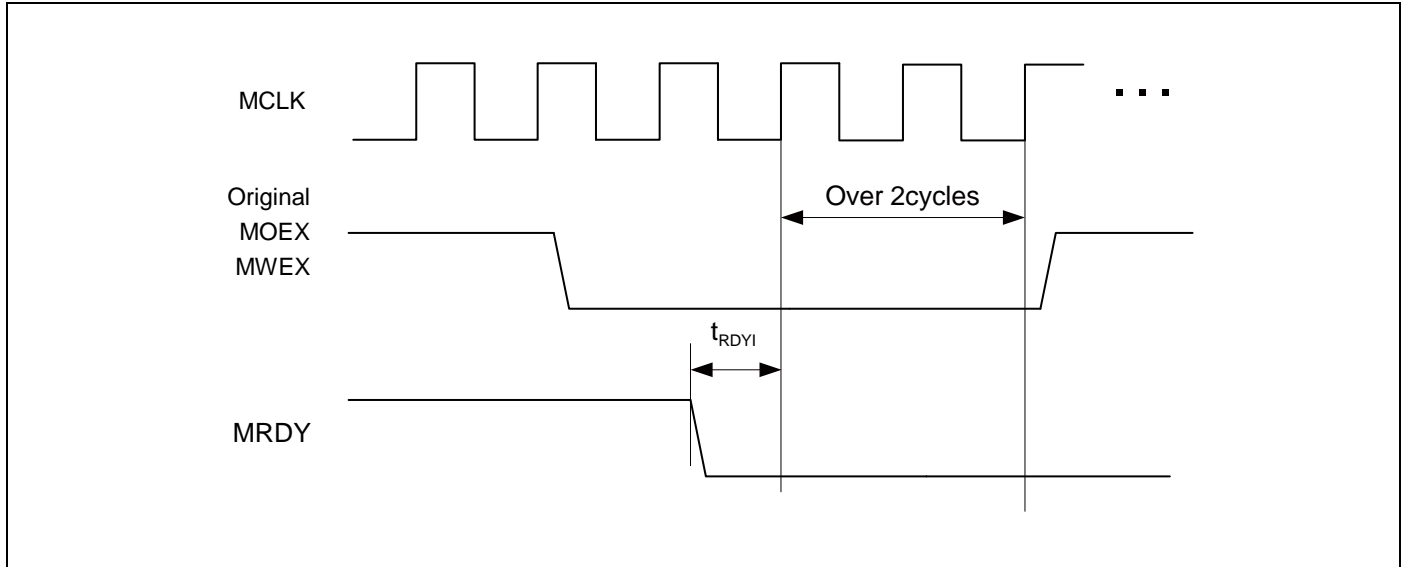 MCLK
Original
MOEX
MWEX
Over 2cycles
tRDYI
MRDY